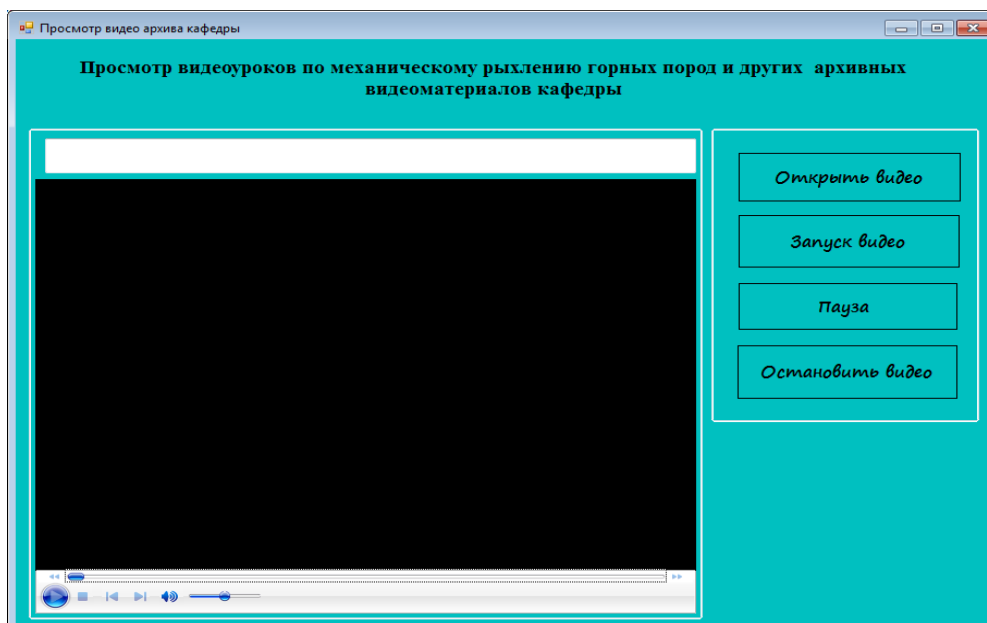 Просмотр видео архива кафедры
Просмотр видеоуроков по механическому рыхлению горных пород и других архивных
видеоматериалов кафедры
Открыть видео
Запуск видео
Пауза
Остановить видео